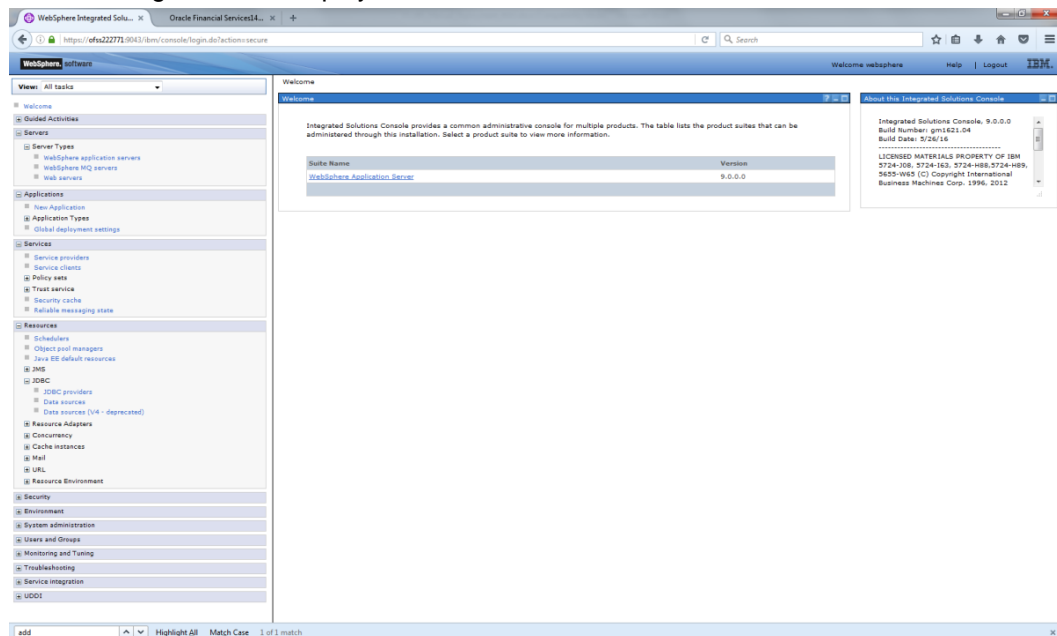 WebSphere Integrated Solu... ×
Oracle Financial Services14... ×
+
https://ofss222771:9043/ibm/console/login.do?action=secure
Search
WebSphere. software
Welcome websphere
Help | Logout
IBM.
View: All tasks
Welcome
Guided Activities
Servers
Server Types
WebSphere application servers
WebSphere MQ servers
Web servers
Applications
New Application
Application Types
Global deployment settings
Services
Service providers
Service clients
Policy sets
Trust service
Security cache
Reliable messaging state
Resources
Schedulers
Object pool managers
Java EE default resources
JMS
JDBC
JDBC providers
Data sources
Data sources (V4 - deprecated)
Resource Adapters
Concurrency
Cache instances
Mail
URL
Resource Environment
Security
Environment
System administration
Users and Groups
Monitoring and Tuning
Troubleshooting
Service integration
UDDI
Welcome
Welcome
Integrated Solutions Console provides a common administrative console for multiple products. The table lists the product suites that can be
administered through this installation. Select a product suite to view more information.
Suite Name Version
WebSphere Application Server 9.0.0.0
About this Integrated Solutions Console
Integrated Solutions Console, 9.0.0.0
Build Number: gm1621.04
Build Date: 5/26/16
----------------------------------
LICENSED MATERIALS PROPERTY OF IBM
5724-J08, 5724-I63, 5724-H88,5724-H89,
5655-W65 (C) Copyright International
Business Machines Corp. 1996, 2012
add
Highlight All Match Case 1 of 1 match